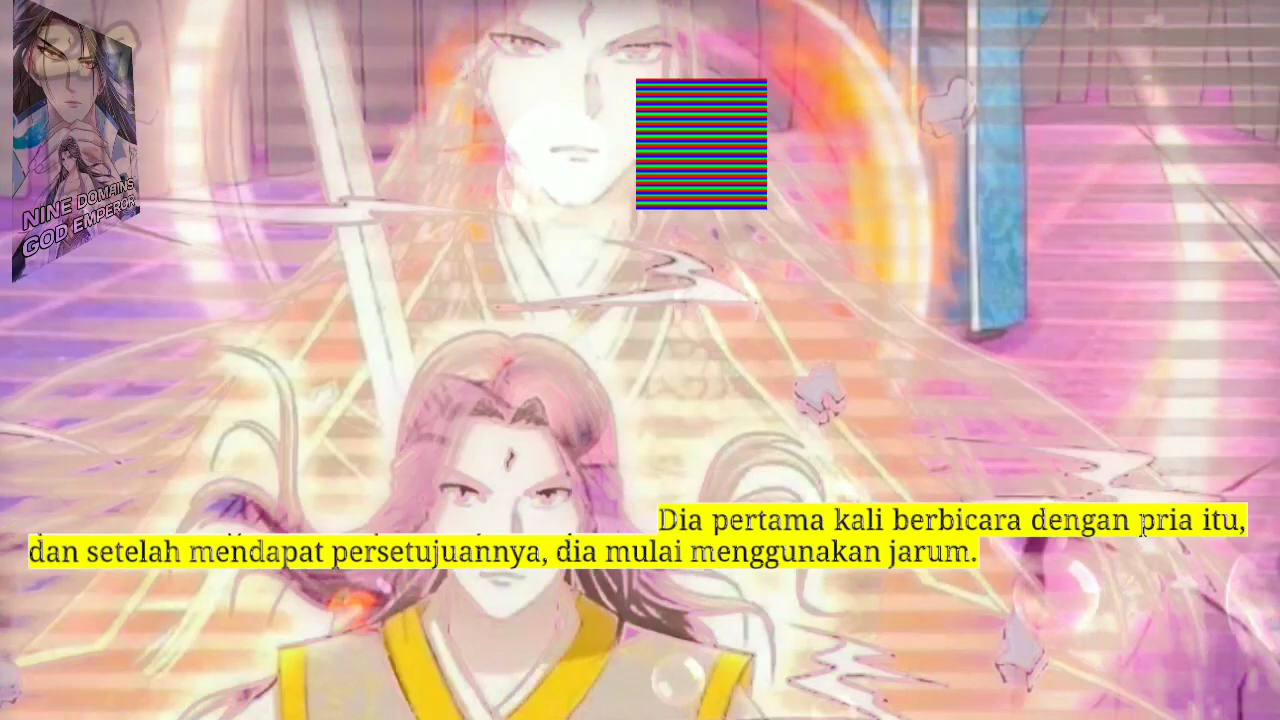 NINE DOMAINS
GOD EMPEROR
Dia pertama kali berbicara dengan pria itu,
dan setelah mendapat persetujuannya, dia mulai menggunakan jarum.